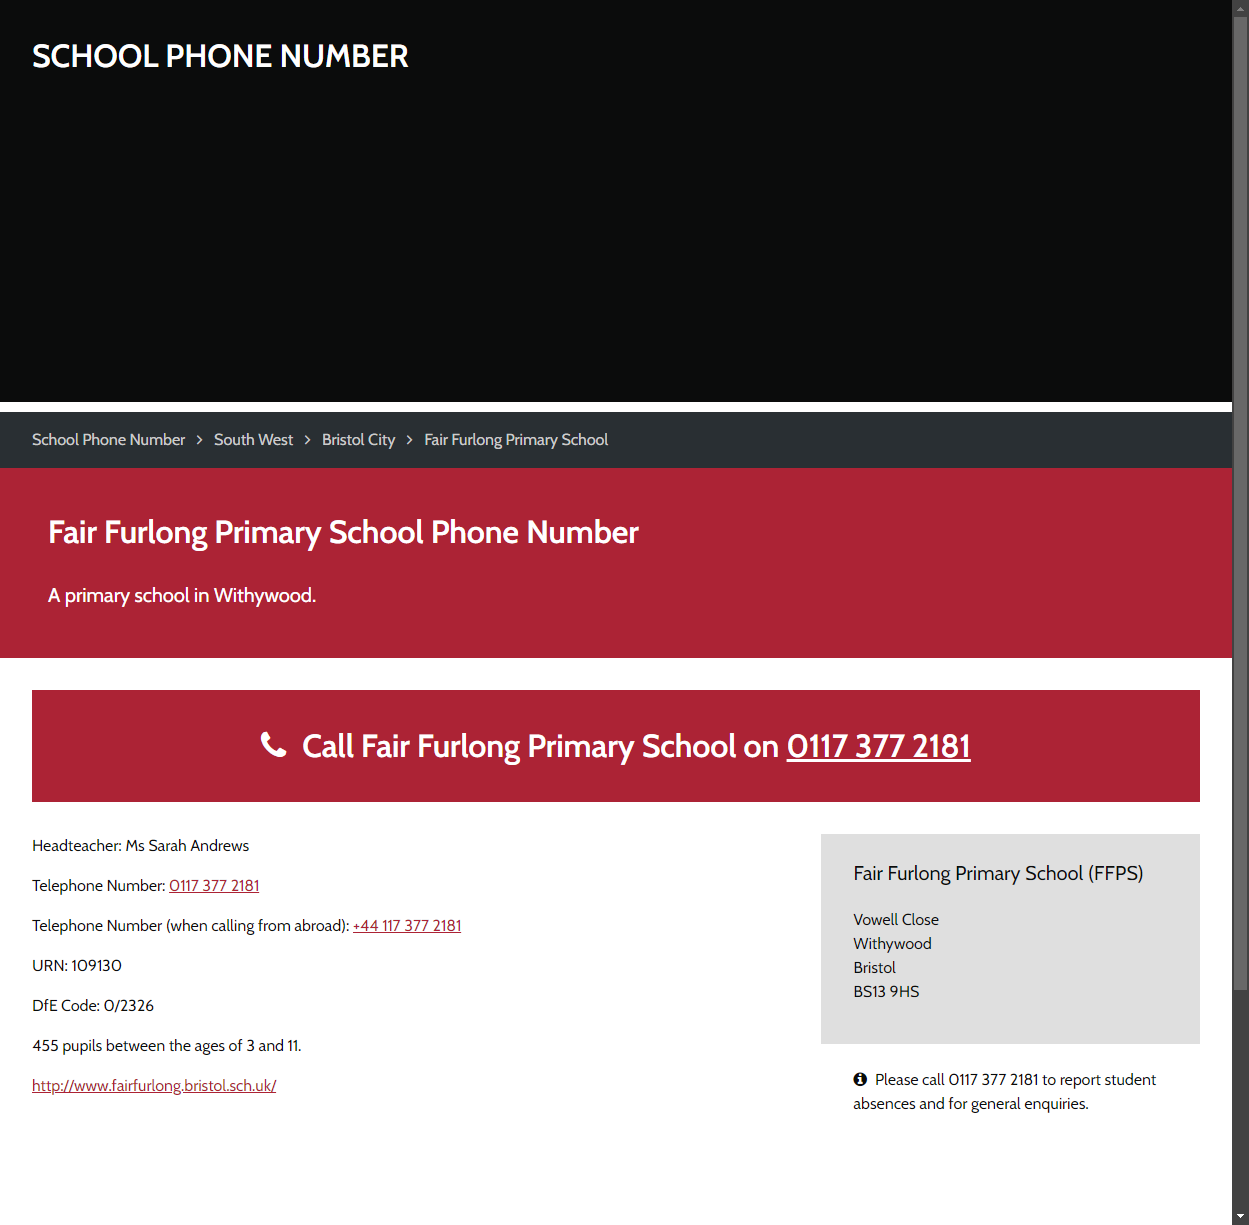 SCHOOL PHONE NUMBER
School Phone Number > South West > Bristol City > Fair Furlong Primary School
Fair Furlong Primary School Phone Number
A primary school in Withywood.
Call Fair Furlong Primary School on 0117 377 2181
Headteacher: Ms Sarah Andrews
Telephone Number: 0117 377 2181
Telephone Number (when calling from abroad): +44 117 377 2181
URN: 109130
DfE Code: 0/2326
455 pupils between the ages of 3 and 11.
http://www.fairfurlong.bristol.sch.uk/
Fair Furlong Primary School (FFPS)
Vowell Close
Withywood
Bristol
BS13 9HS
Please call 0117 377 2181 to report student
absences and for general enquiries.